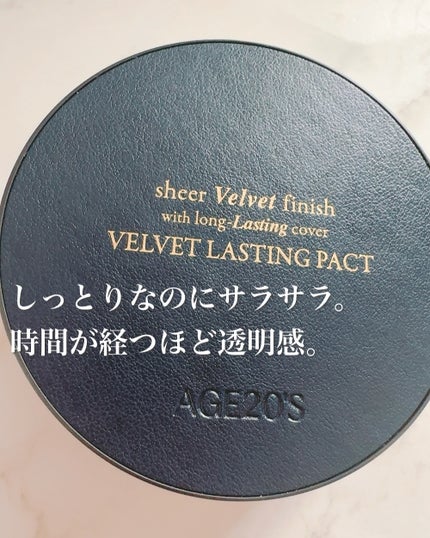 sheer Velvet finish
with long-Lasting cover
VELVET LASTING PACT
しっとりなのにサラサラ。
時間が経つほど透明感。
AGE20'S